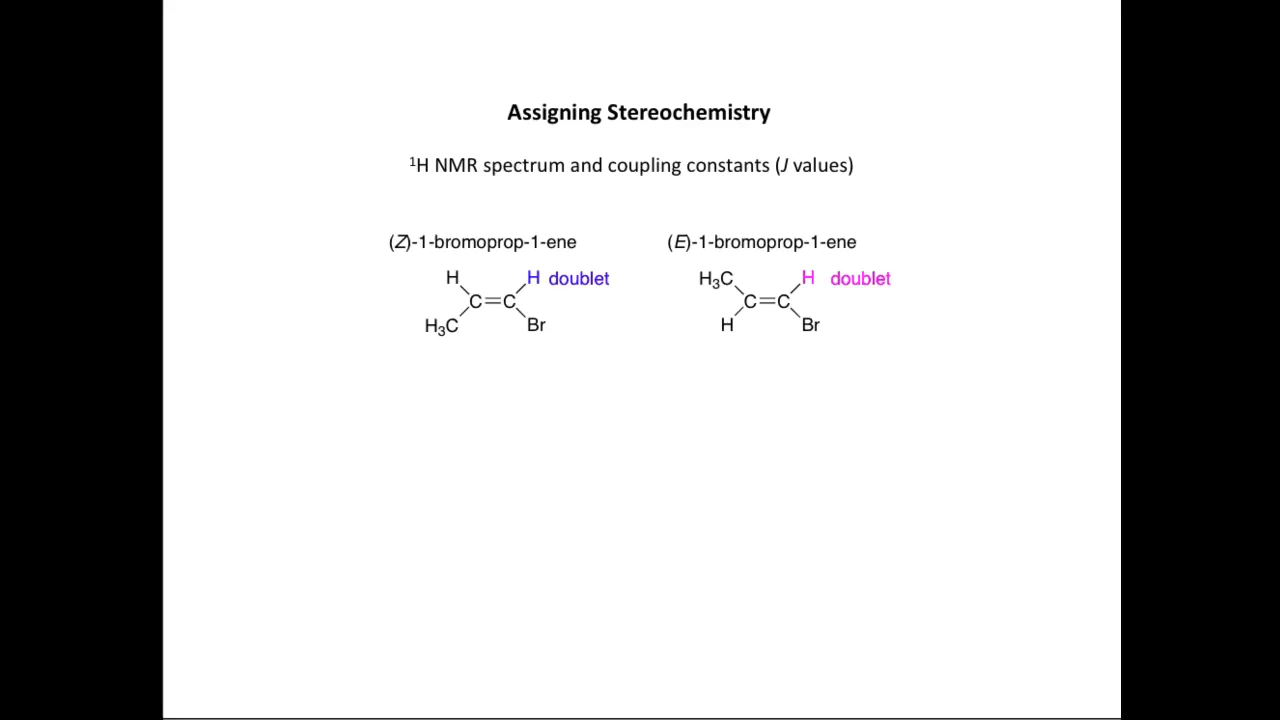 Assigning Stereochemistry
¹H NMR spectrum and coupling constants (J values)
(Z)-1-bromoprop-1-ene
(E)-1-bromoprop-1-ene
H H doublet
C=C
H₃C Br
H₃C H doublet
C=C
H Br